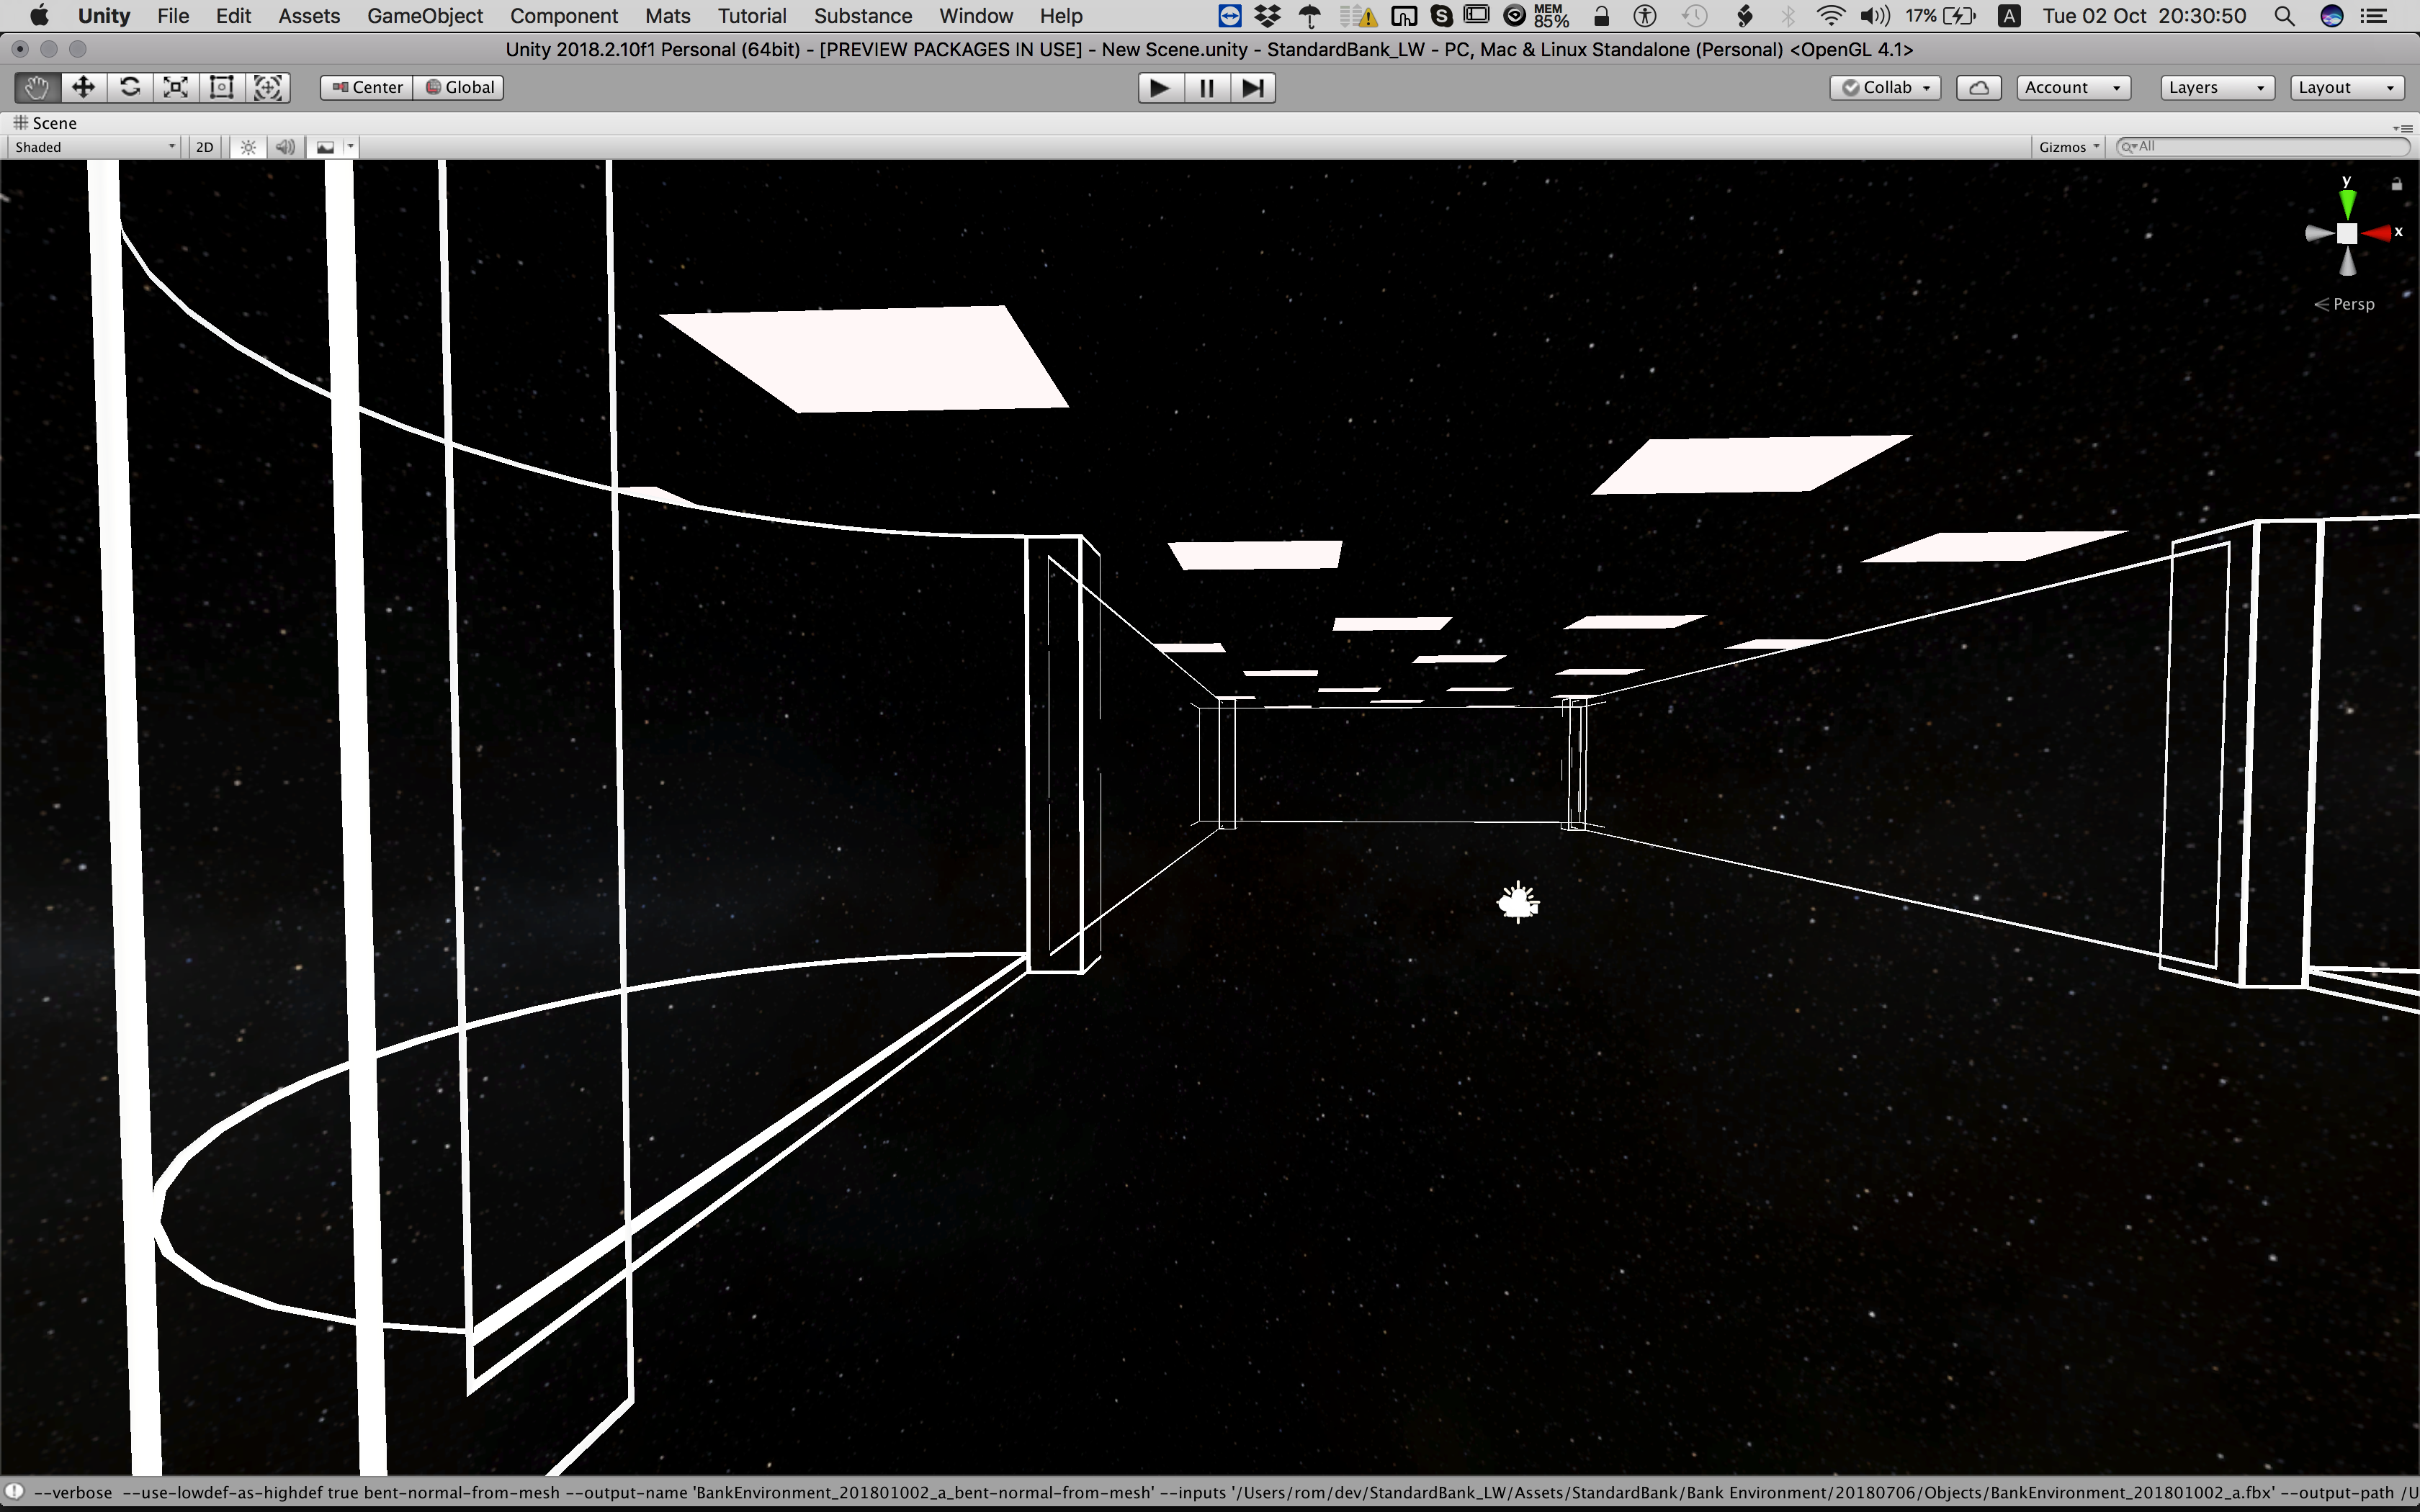 Unity File Edit Assets GameObject Component Mats Tutorial Substance Window Help MEM 85% 17% A Tue 02 Oct 20:30:50
Unity 2018.2.10f1 Personal (64bit) - [PREVIEW PACKAGES IN USE] - New Scene.unity - StandardBank_LW - PC, Mac & Linux Standalone (Personal) <OpenGL 4.1>
Center Global Collab Account Layers Layout
Scene
Shaded 2D Gizmos All
y
x
Persp
--verbose --use-lowdef-as-highdef true bent-normal-from-mesh --output-name 'BankEnvironment_201801002_a_bent-normal-from-mesh' --inputs '/Users/rom/dev/StandardBank_LW/Assets/StandardBank/Bank Environment/20180706/Objects/BankEnvironment_201801002_a.fbx' --output-path /U